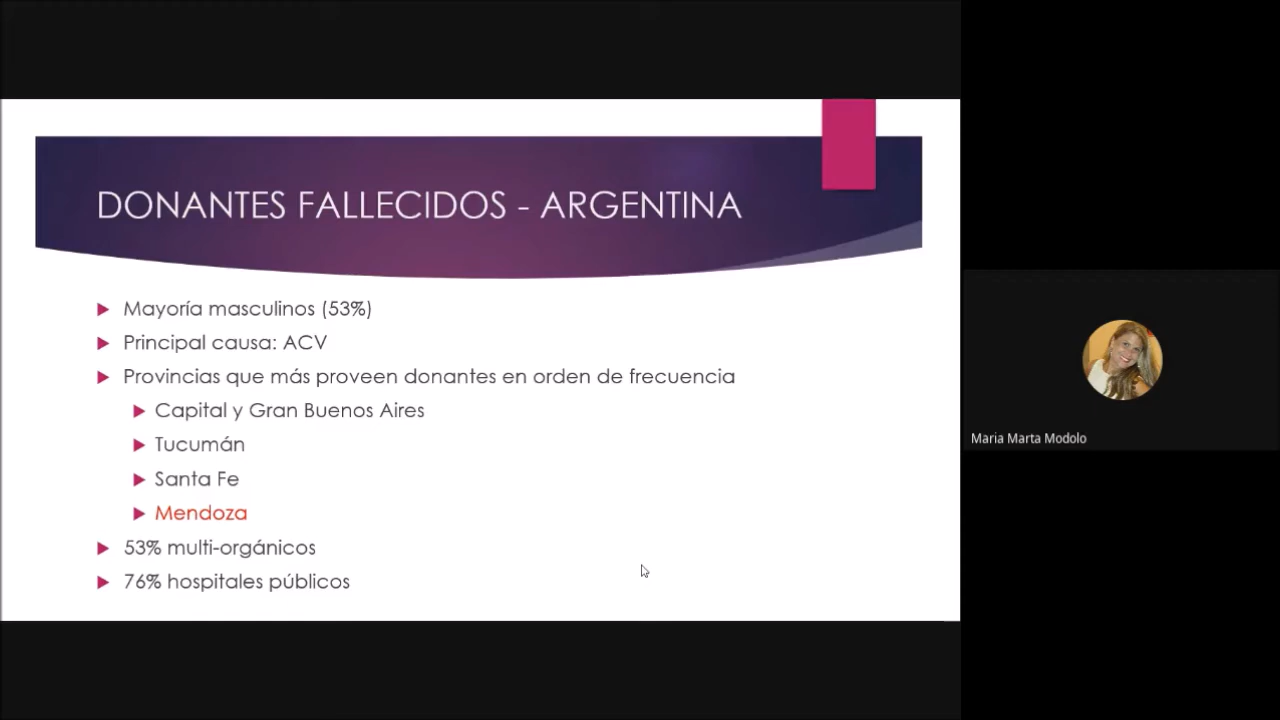 DONANTES FALLECIDOS - ARGENTINA
Mayoría masculinos (53%)
Principal causa: ACV
Provincias que más proveen donantes en orden de frecuencia
Capital y Gran Buenos Aires
Tucumán
Santa Fe
Mendoza
53% multi-orgánicos
76% hospitales públicos
Maria Marta Modolo